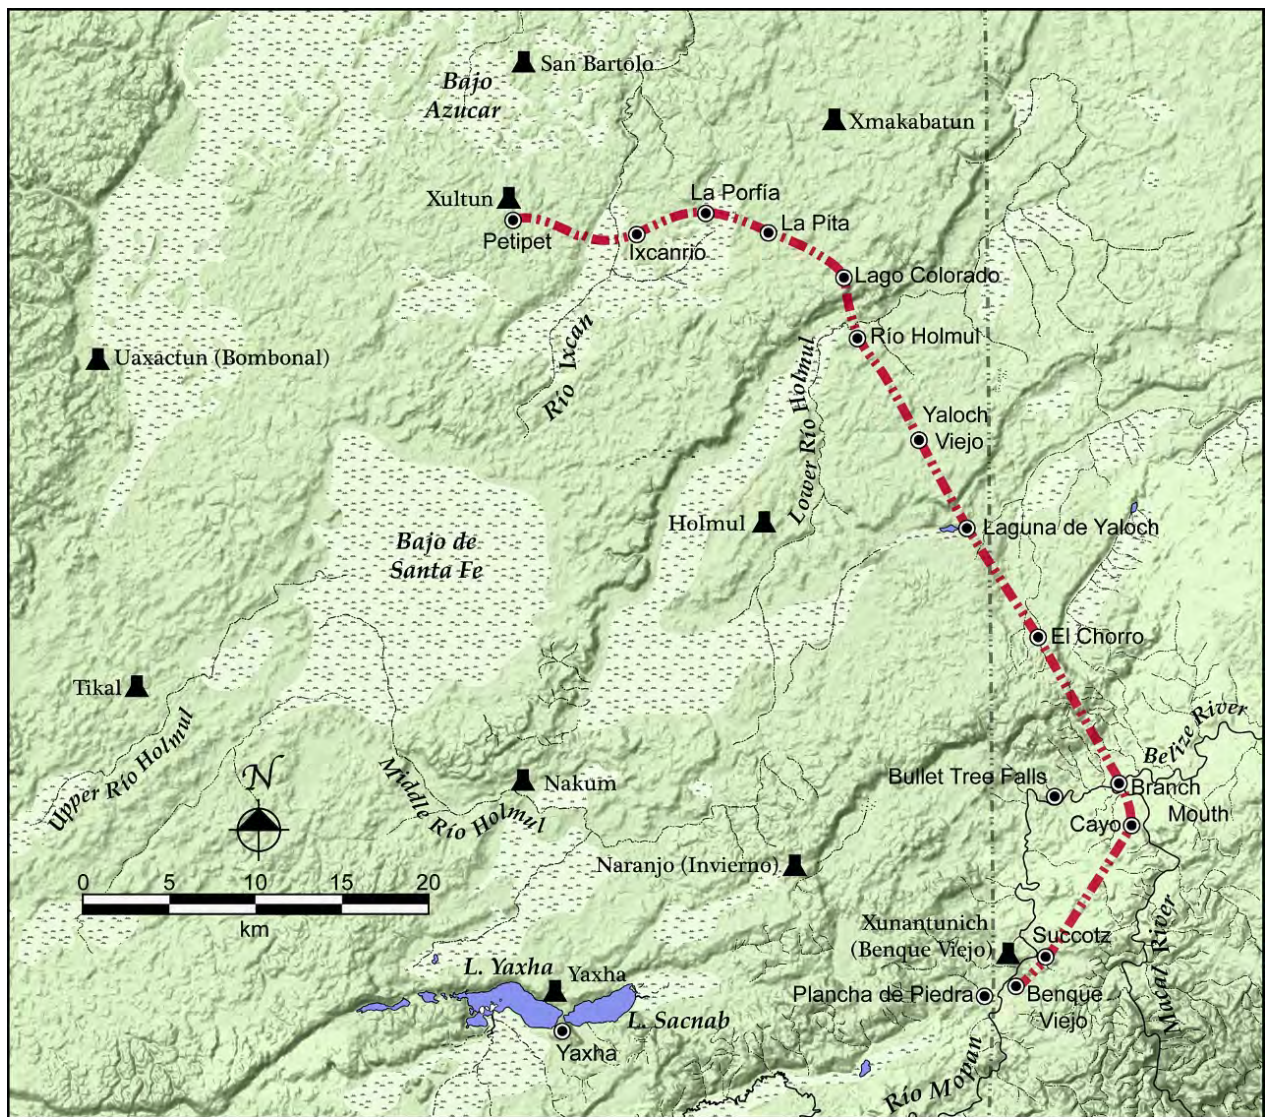 San Bartolo
Bajo
Azucar
Xmakabatun
Xultun
La Porfía
Petipet
Ixcanrio
La Pita
Lago Colorado
Río Ixcan
Río Holmul
Uaxactun (Bombonal)
Lower Río Holmul
Yaloch
Viejo
Holmul
Laguna de Yaloch
Bajo de
Santa Fe
El Chorro
Tikal
Upper Río Holmul
Middle Río Holmul
Belize River
N
Nakum
Bullet Tree Falls
Branch
Mouth
Cayo
Naranjo (Invierno)
0 5 10 15 20
km
Xunantunich
(Benque Viejo)
Succotz
Macal River
L. Yaxha
Yaxha
Plancha de Piedra
Benque
Viejo
L. Sacnab
Yaxha
Río Mopan